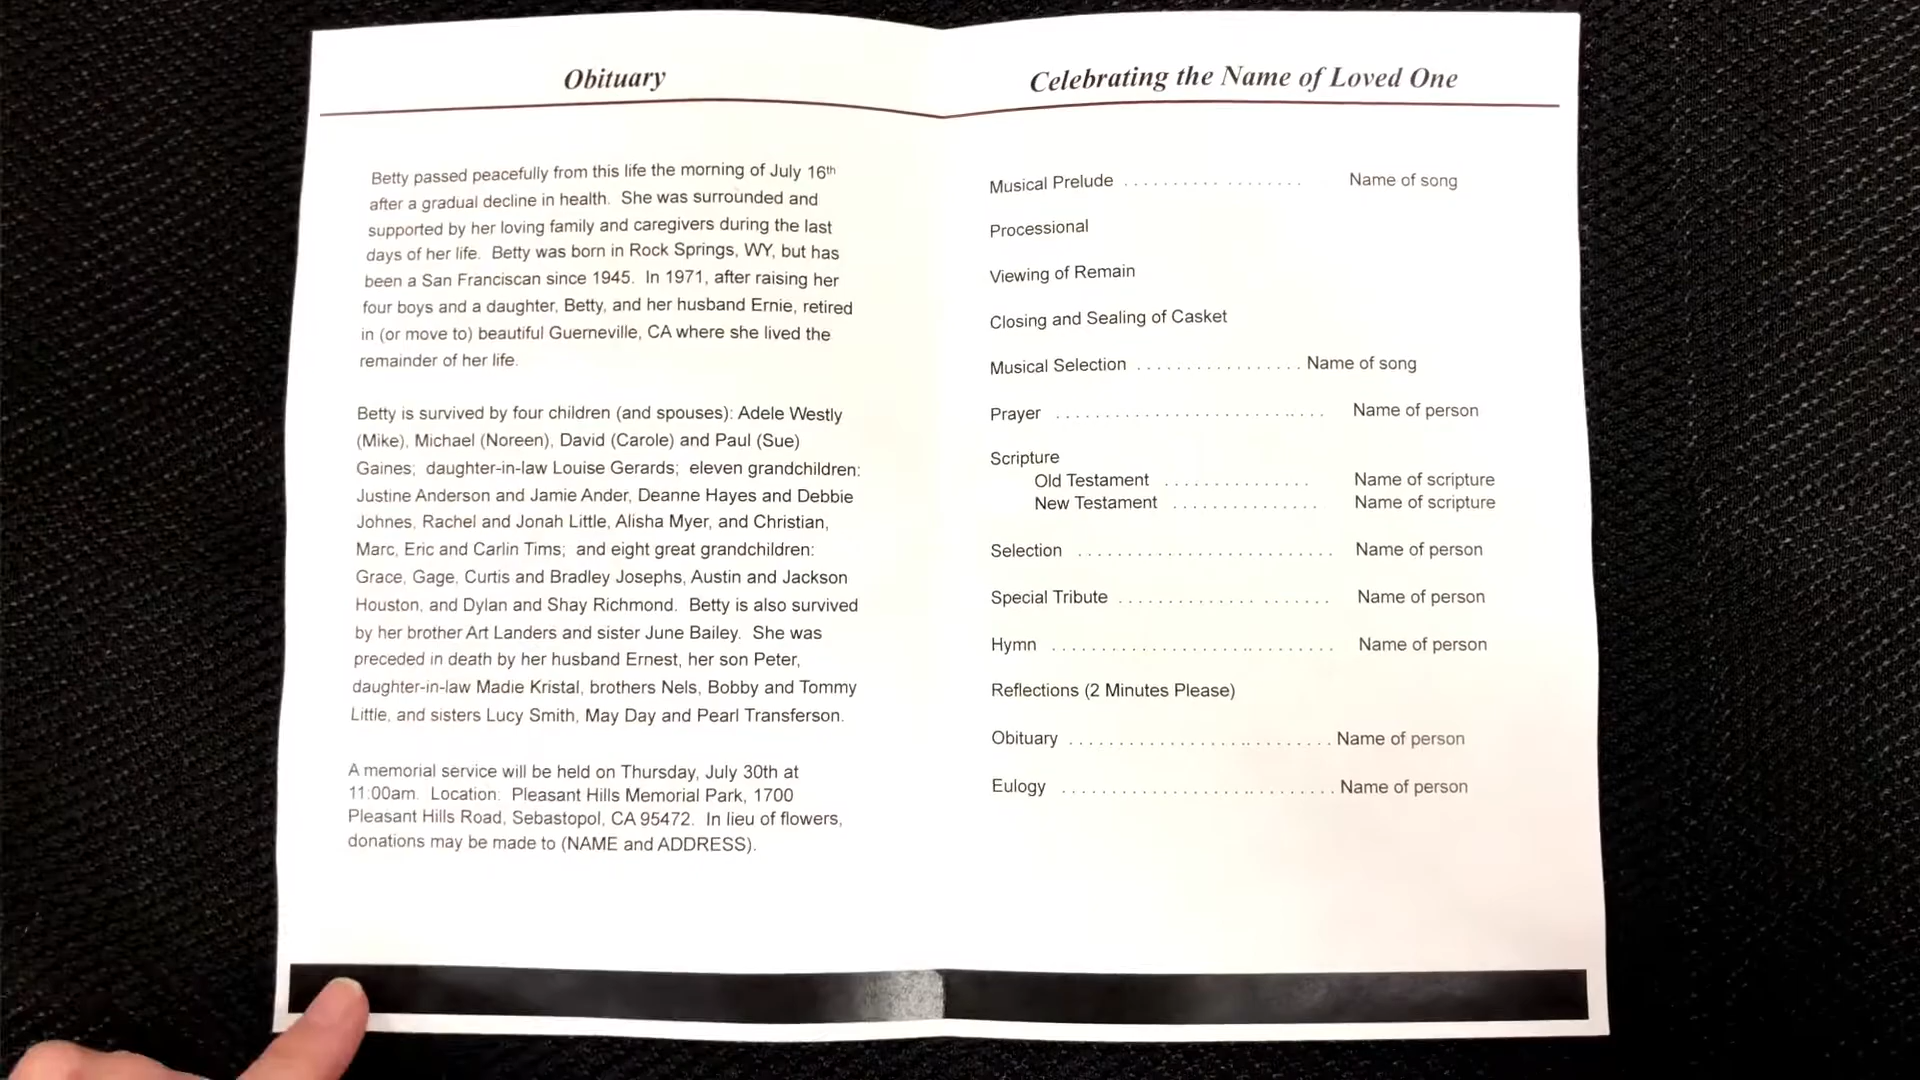 Obituary
Betty passed peacefully from this life the morning of July 16th
after a gradual decline in health. She was surrounded and
supported by her loving family and caregivers during the last
days of her life. Betty was born in Rock Springs, WY, but has
been a San Franciscan since 1945. In 1971, after raising her
four boys and a daughter, Betty, and her husband Ernie, retired
in (or move to) beautiful Guerneville, CA where she lived the
remainder of her life.
Betty is survived by four children (and spouses): Adele Westly
(Mike), Michael (Noreen), David (Carole) and Paul (Sue)
Gaines; daughter-in-law Louise Gerards; eleven grandchildren:
Justine Anderson and Jamie Ander, Deanne Hayes and Debbie
Johnes, Rachel and Jonah Little, Alisha Myer, and Christian,
Marc, Eric and Carlin Tims; and eight great grandchildren:
Grace, Gage, Curtis and Bradley Josephs, Austin and Jackson
Houston, and Dylan and Shay Richmond. Betty is also survived
by her brother Art Landers and sister June Bailey. She was
preceded in death by her husband Ernest, her son Peter,
daughter-in-law Madie Kristal, brothers Nels, Bobby and Tommy
Little, and sisters Lucy Smith, May Day and Pearl Transferson.
A memorial service will be held on Thursday, July 30th at
11:00am. Location: Pleasant Hills Memorial Park, 1700
Pleasant Hills Road, Sebastopol, CA 95472. In lieu of flowers,
donations may be made to (NAME and ADDRESS).
Celebrating the Name of Loved One
Musical Prelude . . . . . . . . . . . . . . . . . . . Name of song
Processional
Viewing of Remain
Closing and Sealing of Casket
Musical Selection . . . . . . . . . . . . . . . . . Name of song
Prayer . . . . . . . . . . . . . . . . . . . . . . . . . . . Name of person
Scripture
Old Testament . . . . . . . . . . . . . . . Name of scripture
New Testament . . . . . . . . . . . . . . . Name of scripture
Selection . . . . . . . . . . . . . . . . . . . . . . . . . . Name of person
Special Tribute . . . . . . . . . . . . . . . . . . . . . Name of person
Hymn . . . . . . . . . . . . . . . . . . . . . . . . . . . . . Name of person
Reflections (2 Minutes Please)
Obituary . . . . . . . . . . . . . . . . . . . . . . . . . . . Name of person
Eulogy . . . . . . . . . . . . . . . . . . . . . . . . . . . . Name of person